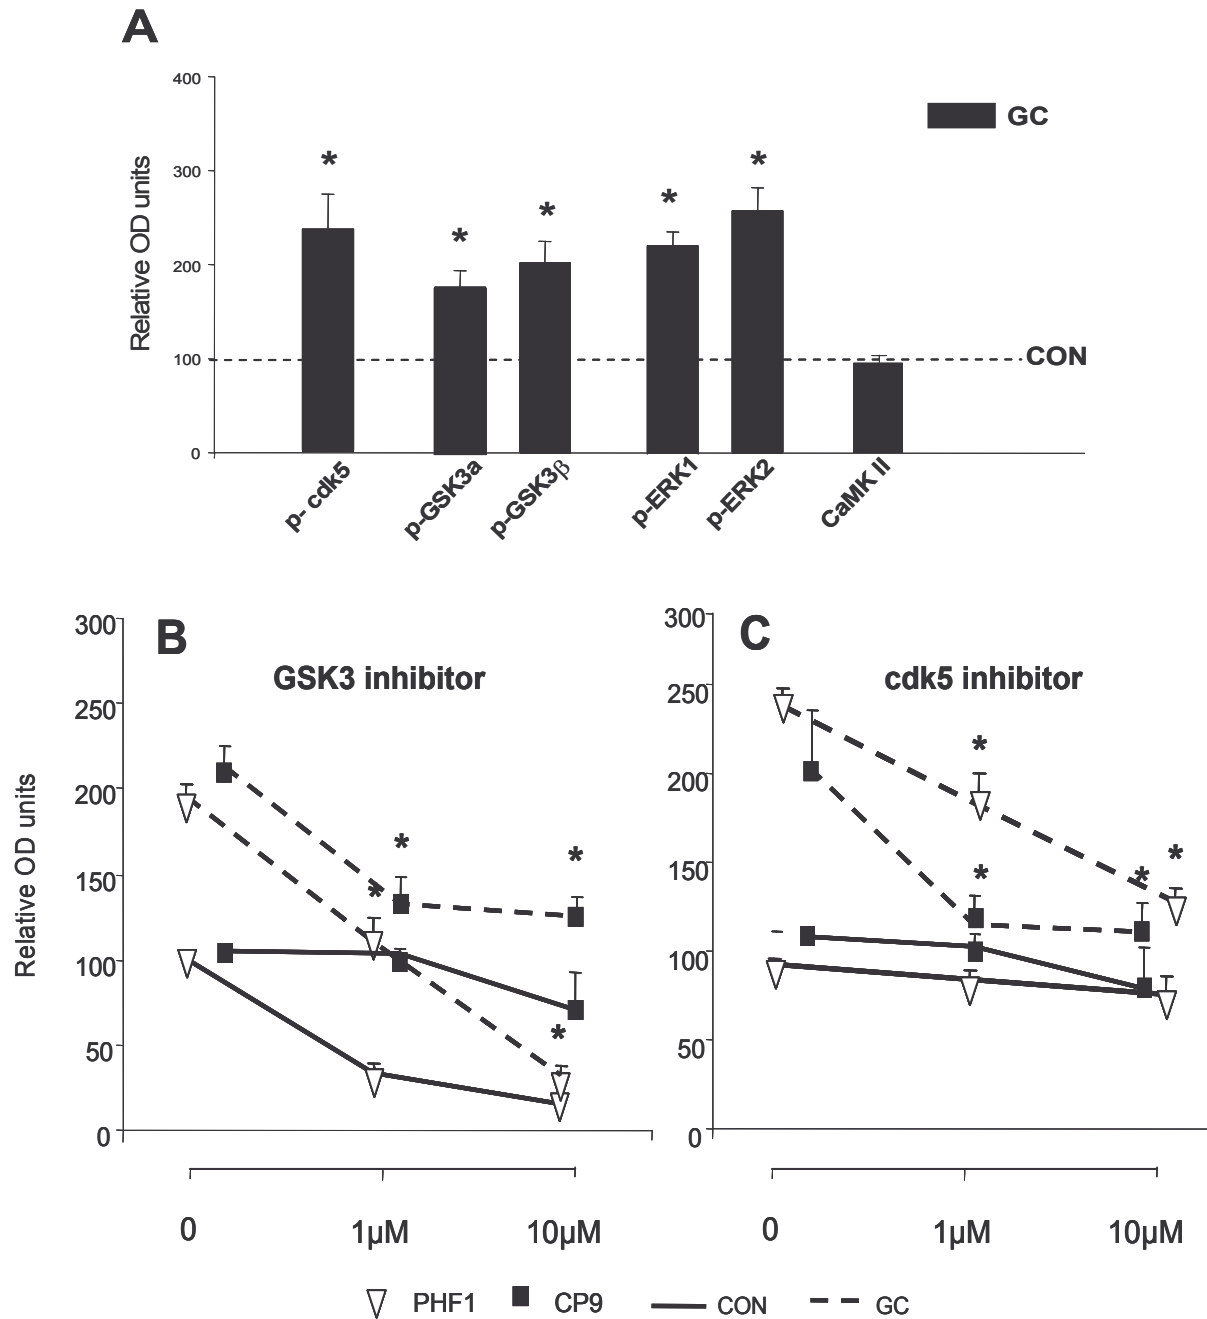 A
400
300
200
100
0
Relative OD units
GC
CON
* * * * *
p- cdk5
p-GSK3a
p-GSK3β
p-ERK1
p-ERK2
CaMK II
B
GSK3 inhibitor
300
250
200
150
100
50
0
Relative OD units
* * * *
0 1µM 10µM
C
cdk5 inhibitor
300
250
200
150
100
50
0
* * * *
0 1µM 10µM
PHF1 CP9 CON GC